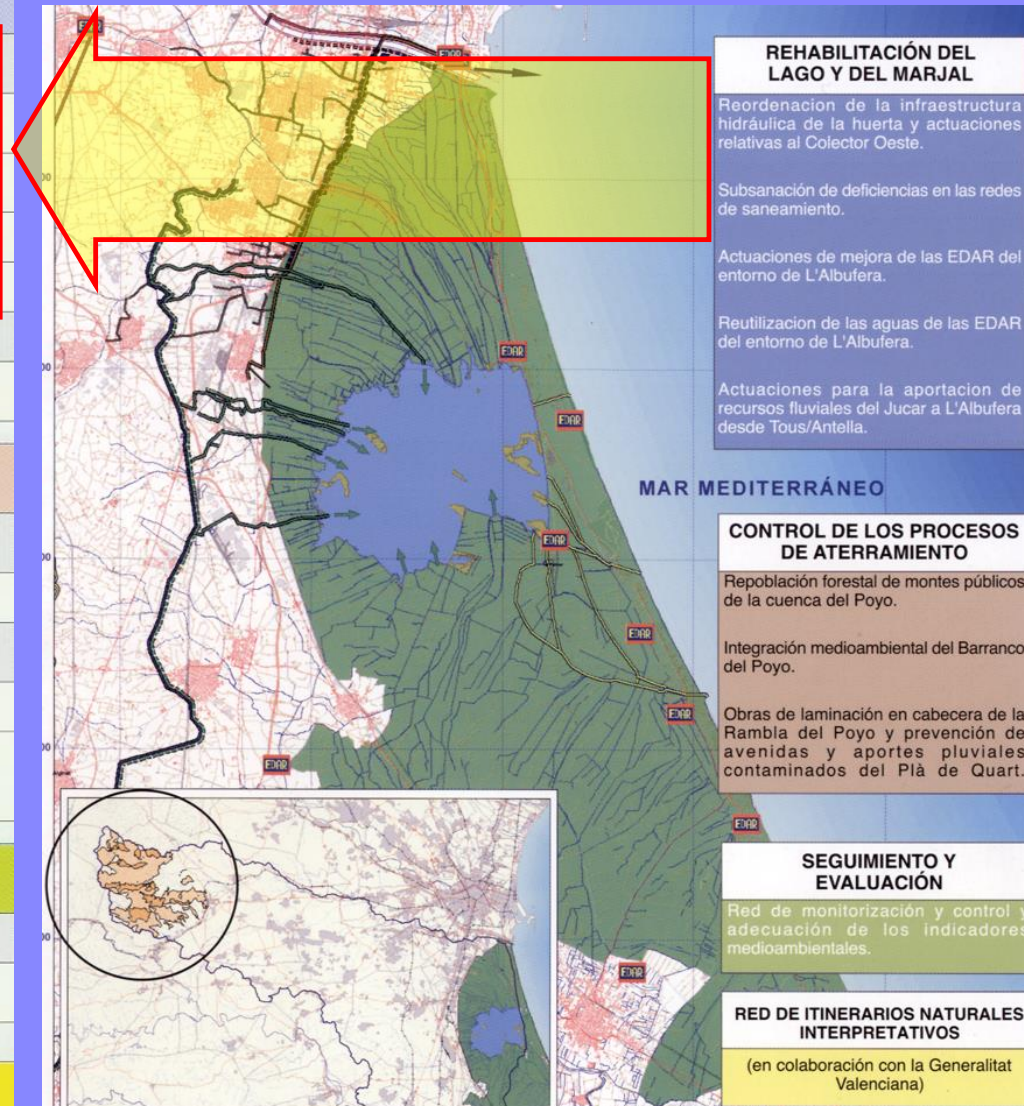 EDAR
EDAR
REHABILITACIÓN DEL
LAGO Y DEL MARJAL
Reordenacion de la infraestructura
hidráulica de la huerta y actuaciones
relativas al Colector Oeste.
Subsanación de deficiencias en las redes
de saneamiento.
Actuaciones de mejora de las EDAR del
entorno de L'Albufera.
Reutilizacion de las aguas de las EDAR
del entorno de L'Albufera.
Actuaciones para la aportacion de
recursos fluviales del Jucar a L'Albufera
desde Tous/Antella.
EDAR
EDAR
MAR MEDITERRÁNEO
EDAR
CONTROL DE LOS PROCESOS
DE ATERRAMIENTO
Repoblación forestal de montes públicos
de la cuenca del Poyo.
Integración medioambiental del Barranco
del Poyo.
Obras de laminación en cabecera de la
Rambla del Poyo y prevención de
avenidas y aportes pluviales
contaminados del Plà de Quart.
EDAR
EDAR
EDAR
EDAR
SEGUIMIENTO Y
EVALUACIÓN
Red de monitorización y control y
adecuación de los indicadores
medioambientales.
EDAR
RED DE ITINERARIOS NATURALES
INTERPRETATIVOS
(en colaboración con la Generalitat
Valenciana)